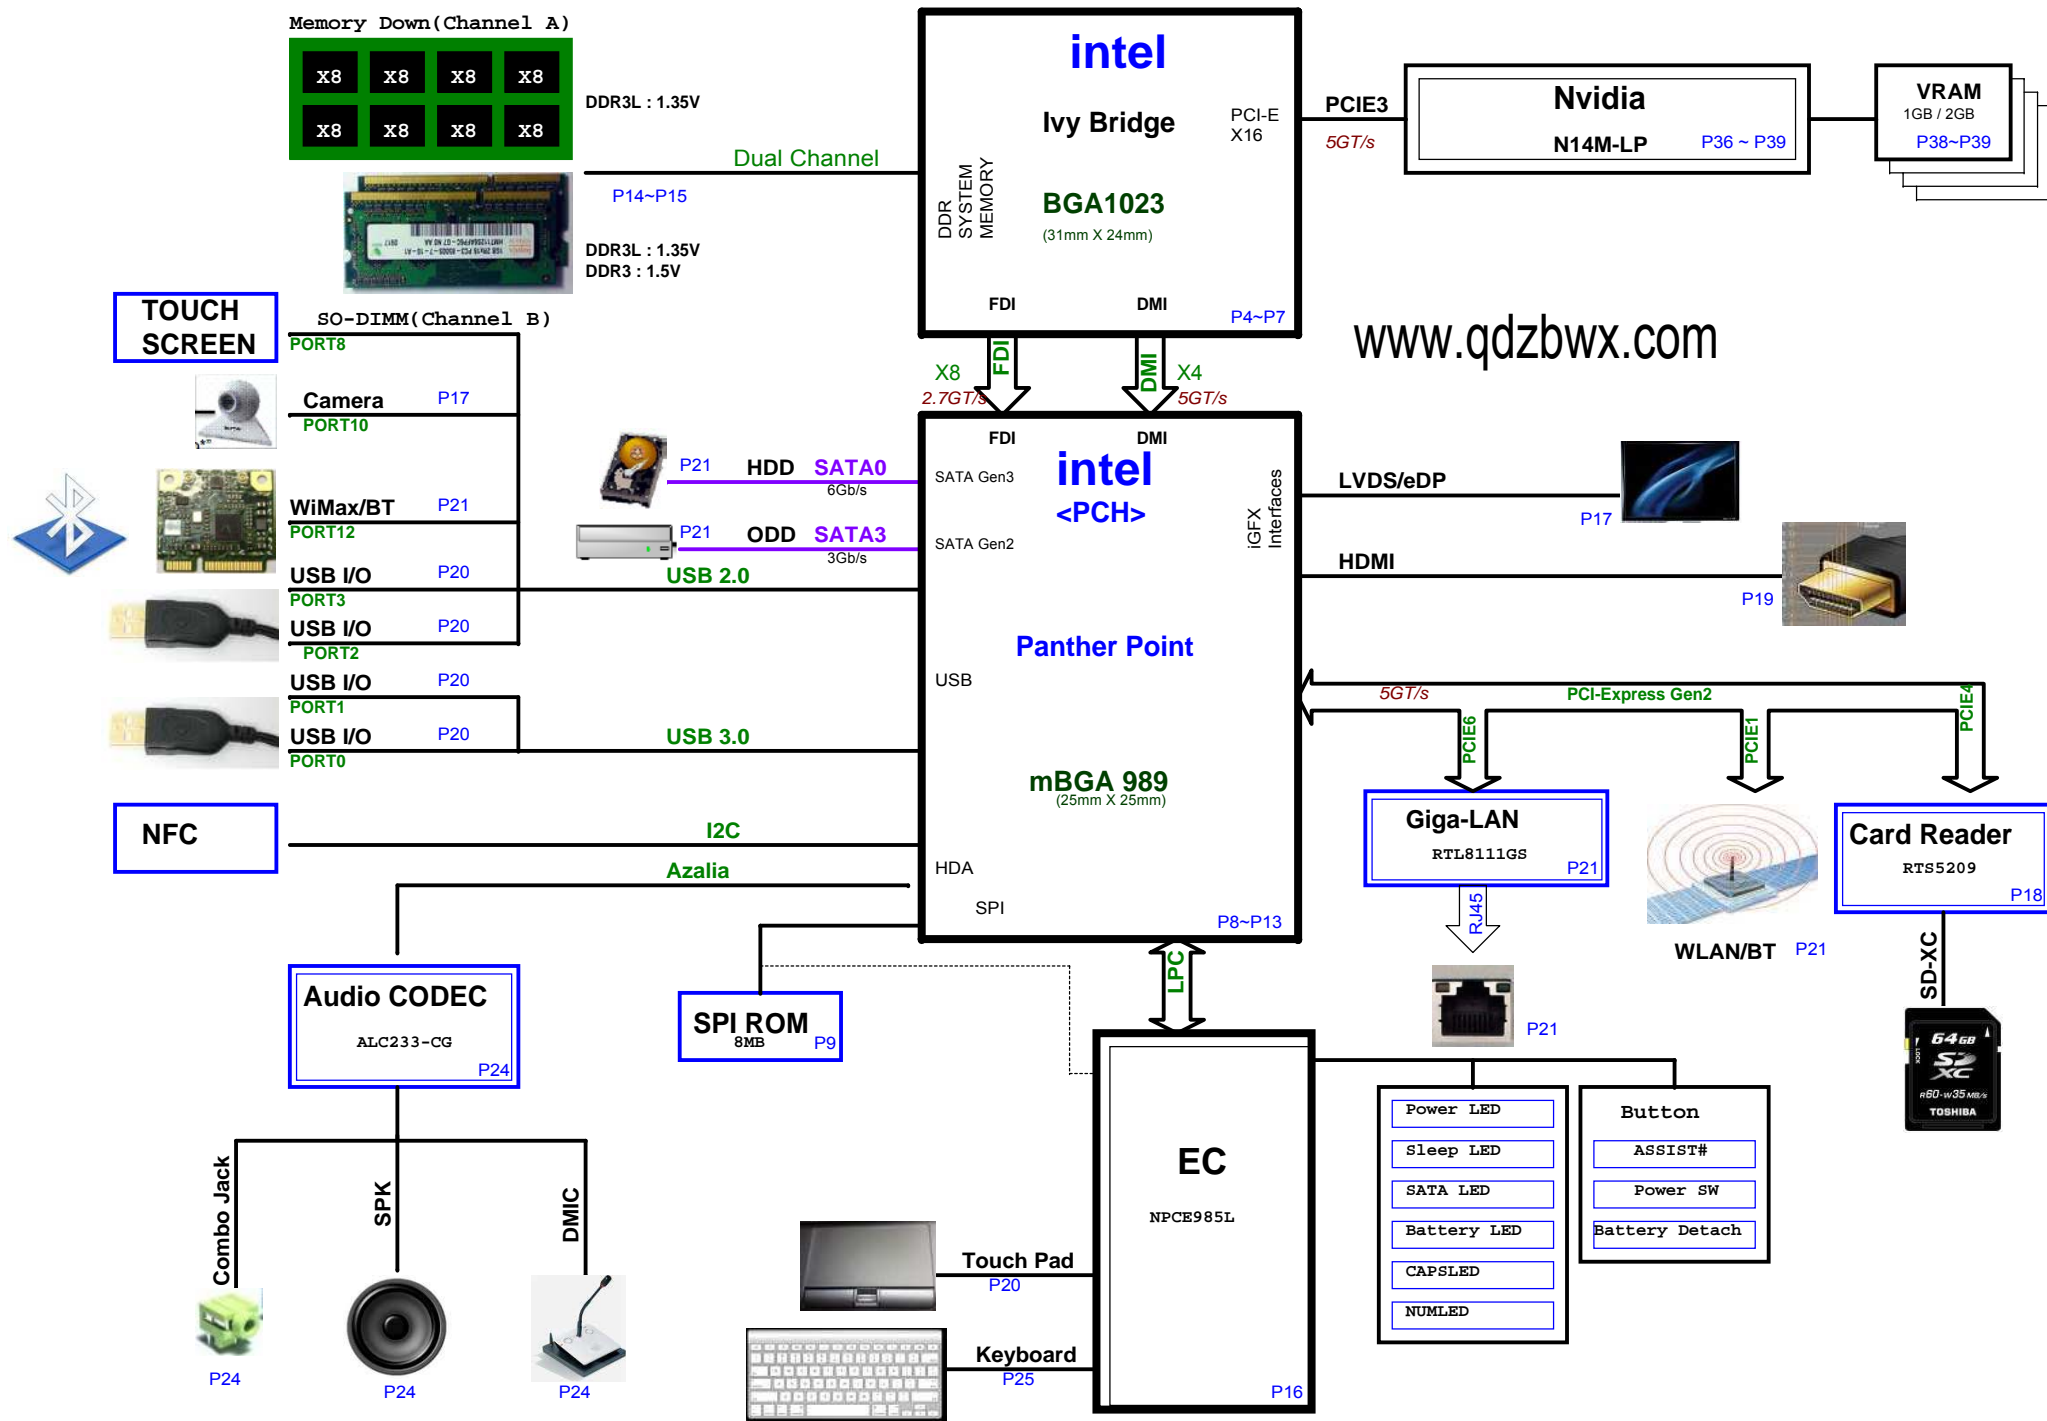 Memory Down(Channel A)
X8 X8 X8 X8
X8 X8 X8 X8
DDR3L : 1.35V
Dual Channel
P14~P15
DDR3L : 1.35V
DDR3 : 1.5V
SO-DIMM(Channel B)
intel
Ivy Bridge
PCI-E
X16
BGA1023
(31mm X 24mm)
DDR
SYSTEM
MEMORY
FDI
DMI
P4~P7
PCIE3
5GT/s
Nvidia
N14M-LP
P36 ~ P39
VRAM
1GB / 2GB
P38~P39
www.qdzbwx.com
X8
FDI
2.7GT/s
DMI
X4
5GT/s
TOUCH
SCREEN
PORT8
Camera
P17
PORT10
WiMax/BT
P21
PORT12
USB I/O
P20
PORT3
USB I/O
P20
PORT2
USB 2.0
USB I/O
P20
PORT1
USB I/O
P20
PORT0
USB 3.0
P21
HDD
SATA0
6Gb/s
P21
ODD
SATA3
3Gb/s
FDI
DMI
SATA Gen3
intel
<PCH>
SATA Gen2
iGFX
Interfaces
Panther Point
USB
mBGA 989
(25mm X 25mm)
HDA
SPI
P8~P13
LVDS/eDP
P17
HDMI
P19
5GT/s
PCI-Express Gen2
PCIE6
PCIE1
PCIE4
NFC
I2C
Azalia
Giga-LAN
RTL8111GS
P21
RJ45
P21
WLAN/BT
P21
Card Reader
RTS5209
P18
SD-XC
64GB
LOCK
SD
XC
R60-W35 MB/s
TOSHIBA
Audio CODEC
ALC233-CG
P24
SPI ROM
8MB
P9
LPC
EC
NPCE985L
P16
Combo Jack
P24
SPK
P24
DMIC
P24
Touch Pad
P20
Keyboard
P25
Power LED
Sleep LED
SATA LED
Battery LED
CAPSLED
NUMLED
Button
ASSIST#
Power SW
Battery Detach